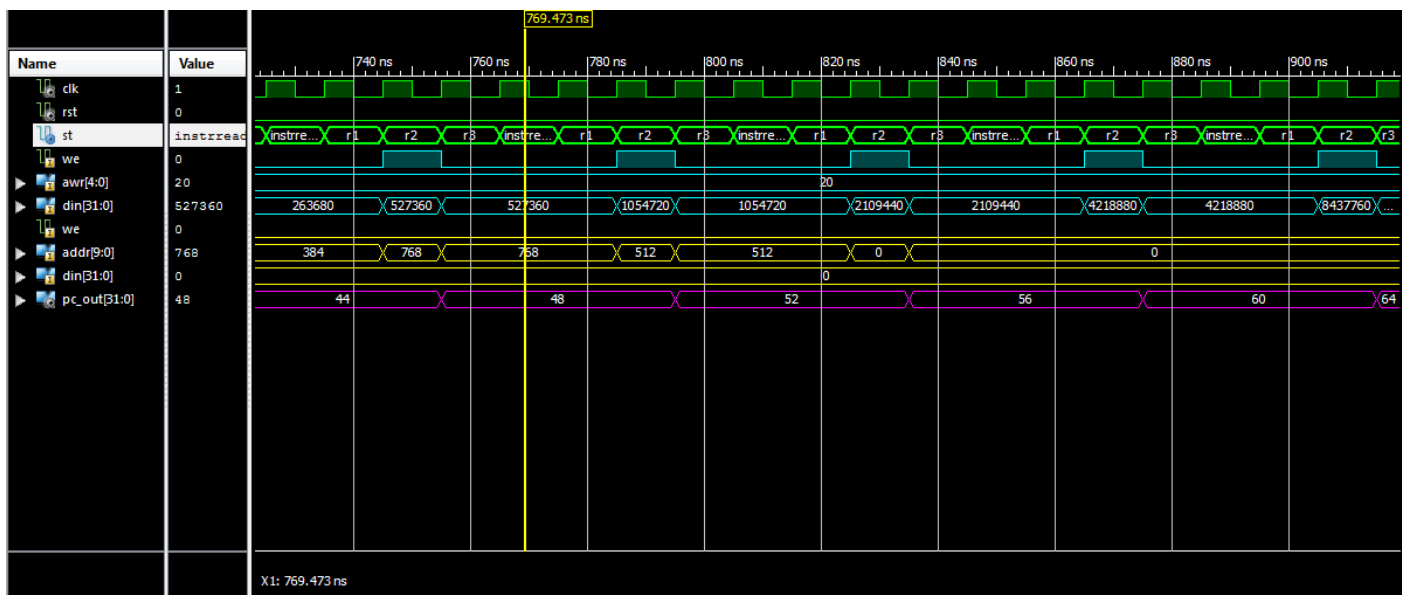 769.473 ns
Name Value 740 ns 760 ns 780 ns 800 ns 820 ns 840 ns 860 ns 880 ns 900 ns
clk 1
rst 0
st instrread instrre... r1 r2 r3 instrre... r1 r2 r3 instrre... r1 r2 r3 instrre... r1 r2 r3 instrre... r1 r2 r3
we 0
awr[4:0] 20 20
din[31:0] 527360 263680 527360 527360 1054720 1054720 2109440 2109440 4218880 4218880 8437760 ...
we 0
addr[9:0] 768 384 768 768 512 512 0 0
din[31:0] 0 0
pc_out[31:0] 48 44 48 52 56 60 64
X1: 769.473 ns